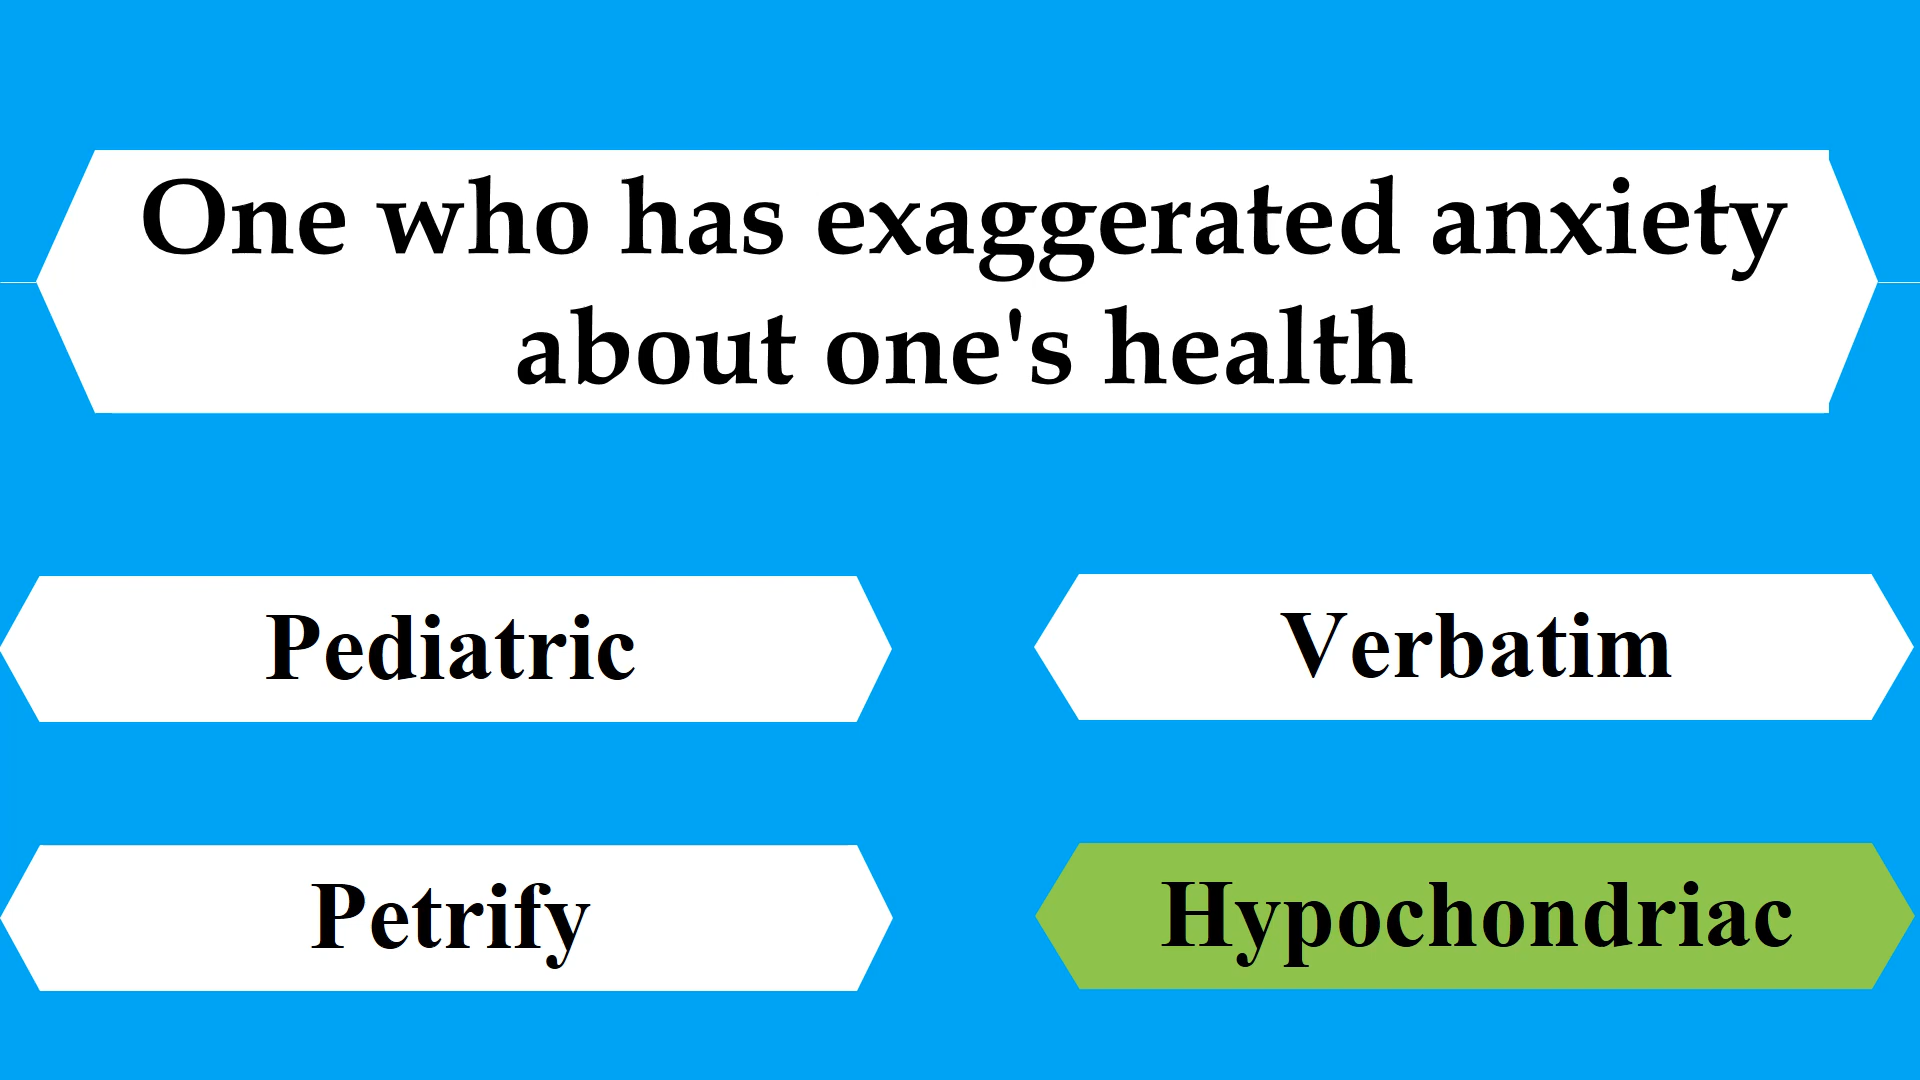 One who has exaggerated anxiety
about one's health
Pediatric
Verbatim
Petrify
Hypochondriac